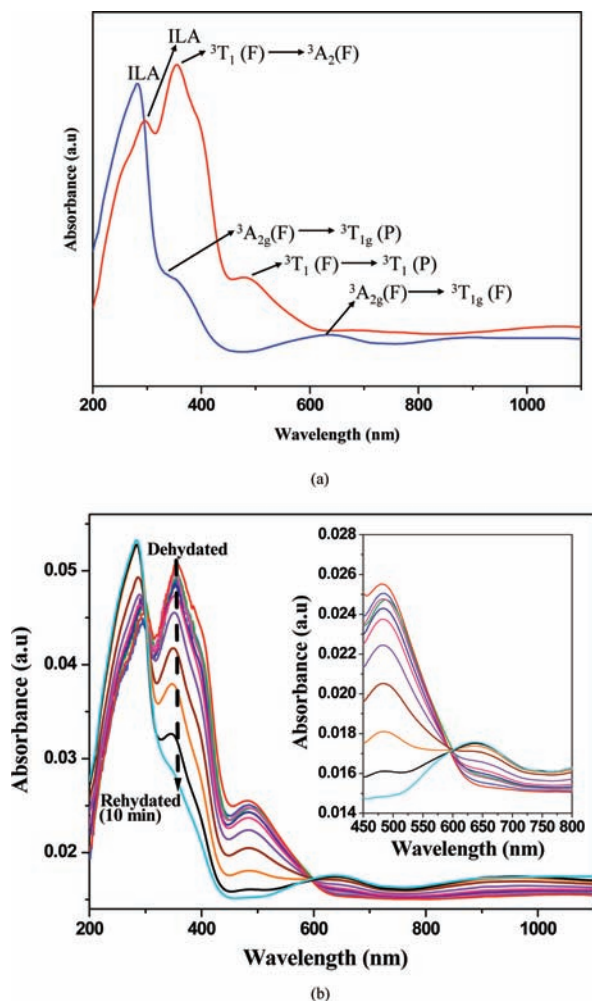 ILA
ILA
³T₁ (F) → ³A₂(F)
³A₂g(F) → ³T₁g (P)
³T₁ (F) → ³T₁ (P)
³A₂g(F) → ³T₁g (F)
Absorbance (a.u)
200 400 600 800 1000
Wavelength (nm)
(a)
Dehydated
Rehydated
(10 min)
0.05
0.04
0.03
0.02
Absorbance (a.u)
200 400 600 800 1000
Wavelength (nm)
0.028
0.026
0.024
0.022
0.020
0.018
0.016
0.014
Absorbance (a.u)
450 500 550 600 650 700 750 800
Wavelength (nm)
(b)